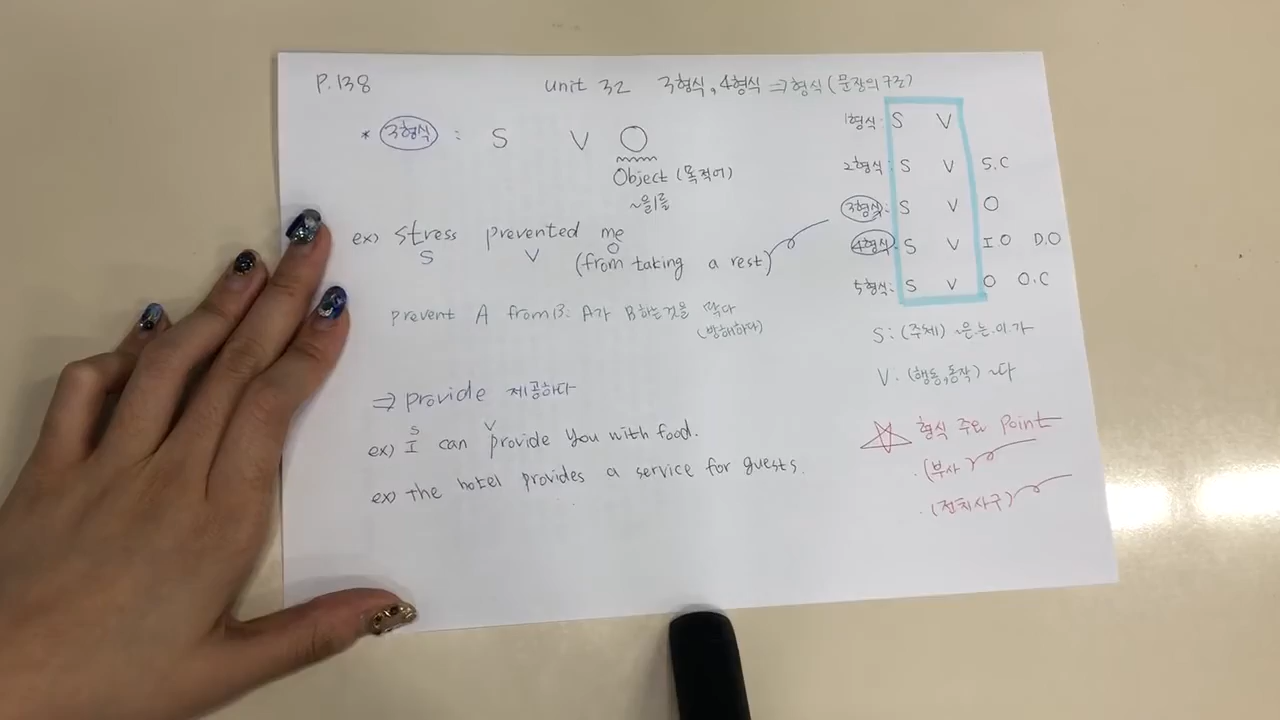 P.138
unit 32 3형식, 4형식 ⇒ 형식 (문장의 구조)
* 3형식 : S V O
Object (목적어)
~을/를
ex) stress prevented me
S V O
(from taking a rest)
prevent A from B: A가 B하는것을 막다
(방해하다)
⇒ provide 제공하다
S V
ex) I can provide you with food.
ex) the hotel provides a service for guests.
1형식: S V
2형식: S V S.C
3형식: S V O
4형식: S V I.O D.O
5형식: S V O O.C
S: (주체) ~은.는.이.가
V. (행동,동작) ~다
☆ 형식 주요 Point
· (부사)
· (전치사구)